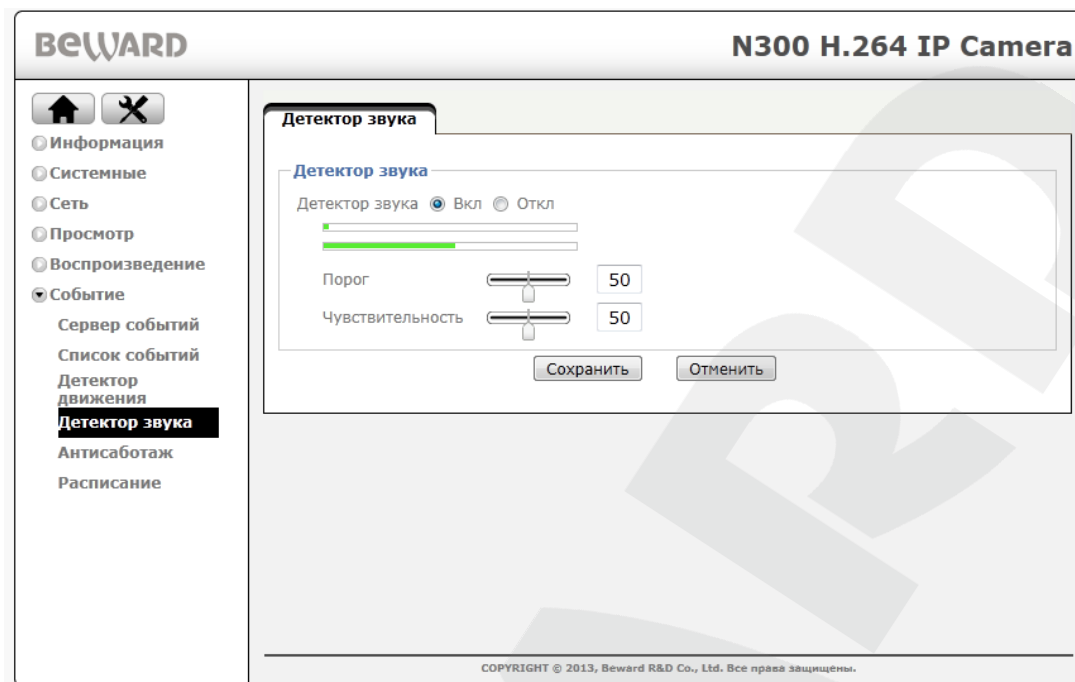 BEWARD
N300 H.264 IP Camera
Информация
Системные
Сеть
Просмотр
Воспроизведение
Событие
Сервер событий
Список событий
Детектор
движения
Детектор звука
Антисаботаж
Расписание
Детектор звука
Детектор звука
Детектор звука Вкл Откл
Порог 50
Чувствительность 50
Сохранить Отменить
COPYRIGHT © 2013, Beward R&D Co., Ltd. Все права защищены.